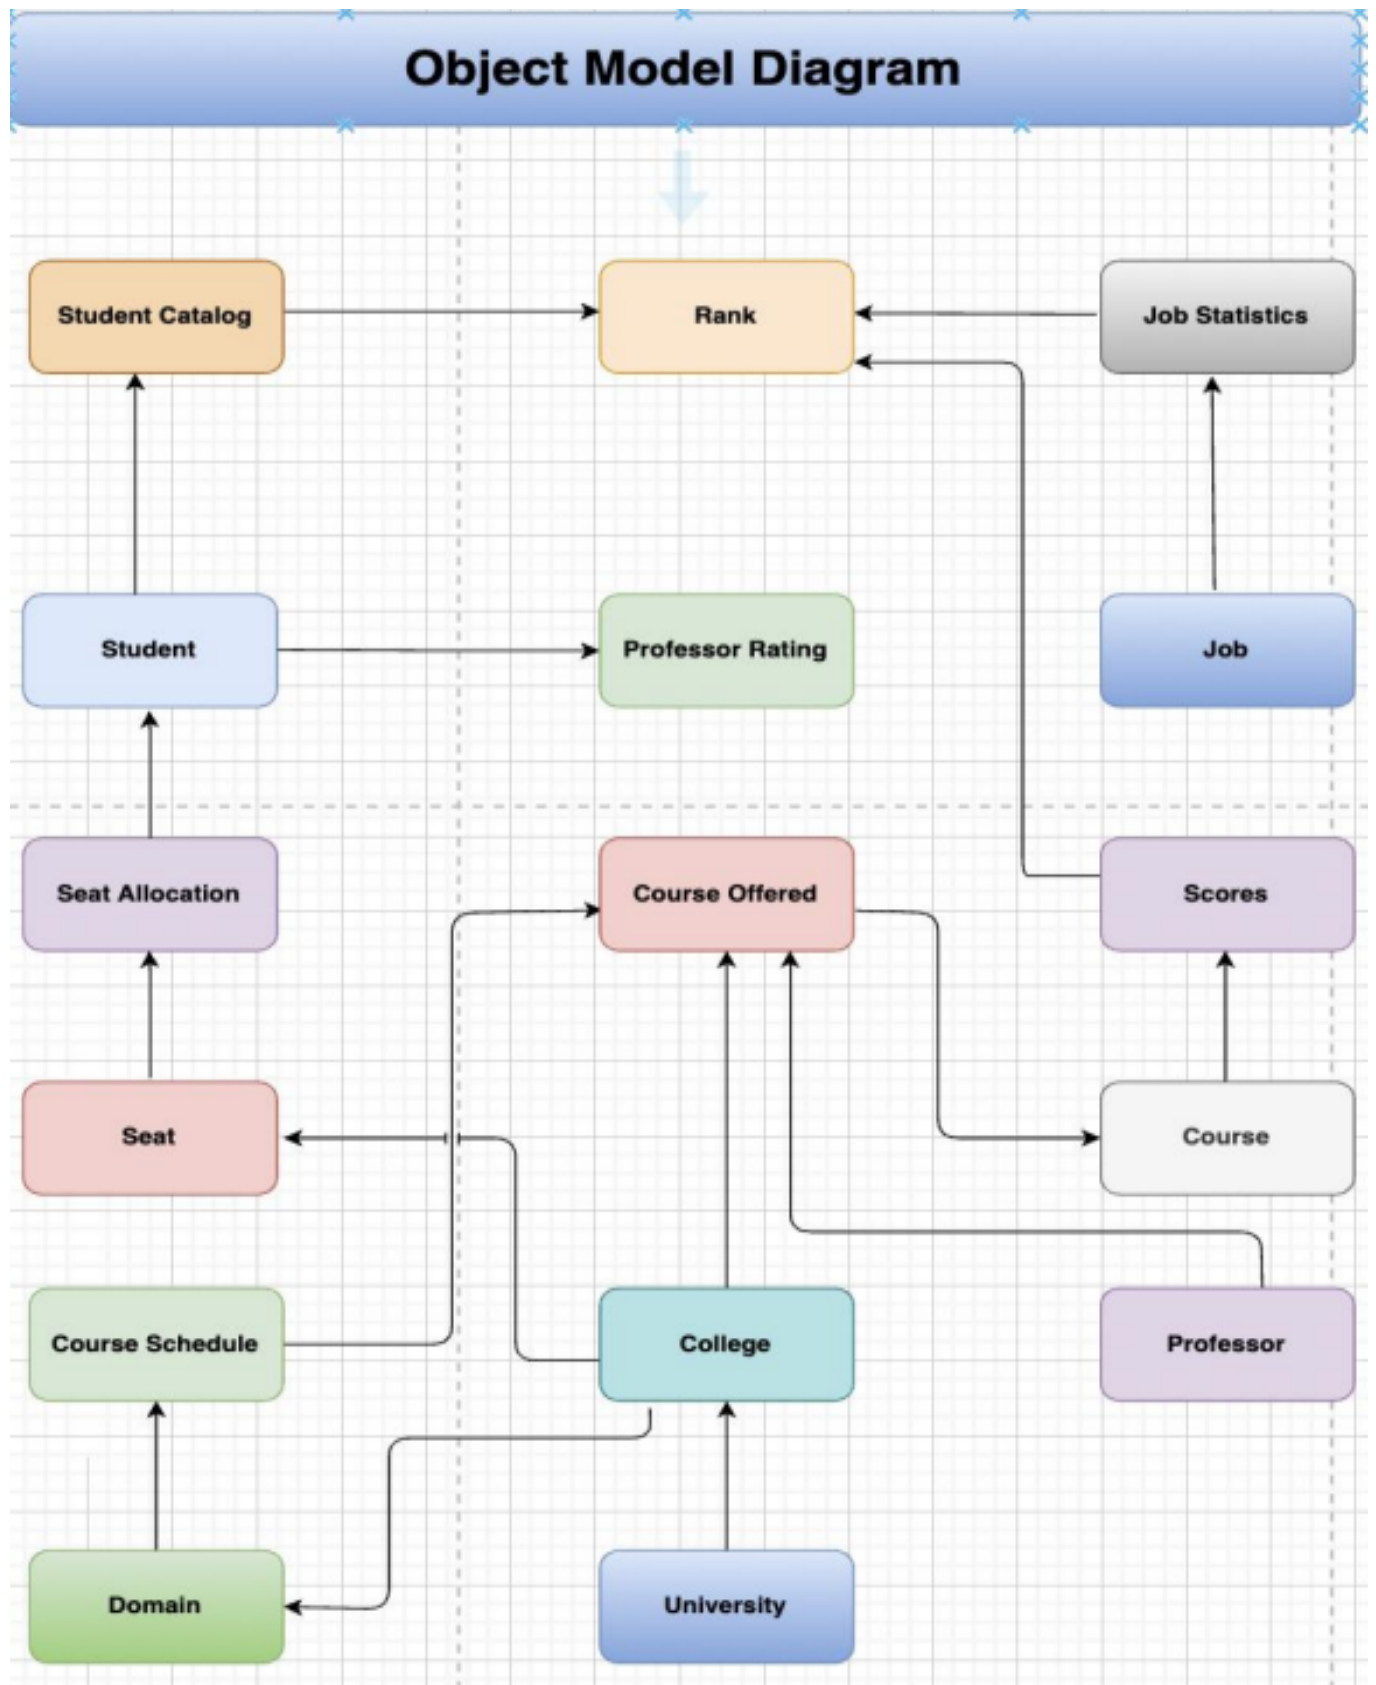 Object Model Diagram
Student Catalog
Rank
Job Statistics
Student
Professor Rating
Job
Seat Allocation
Course Offered
Scores
Seat
Course
Course Schedule
College
Professor
Domain
University